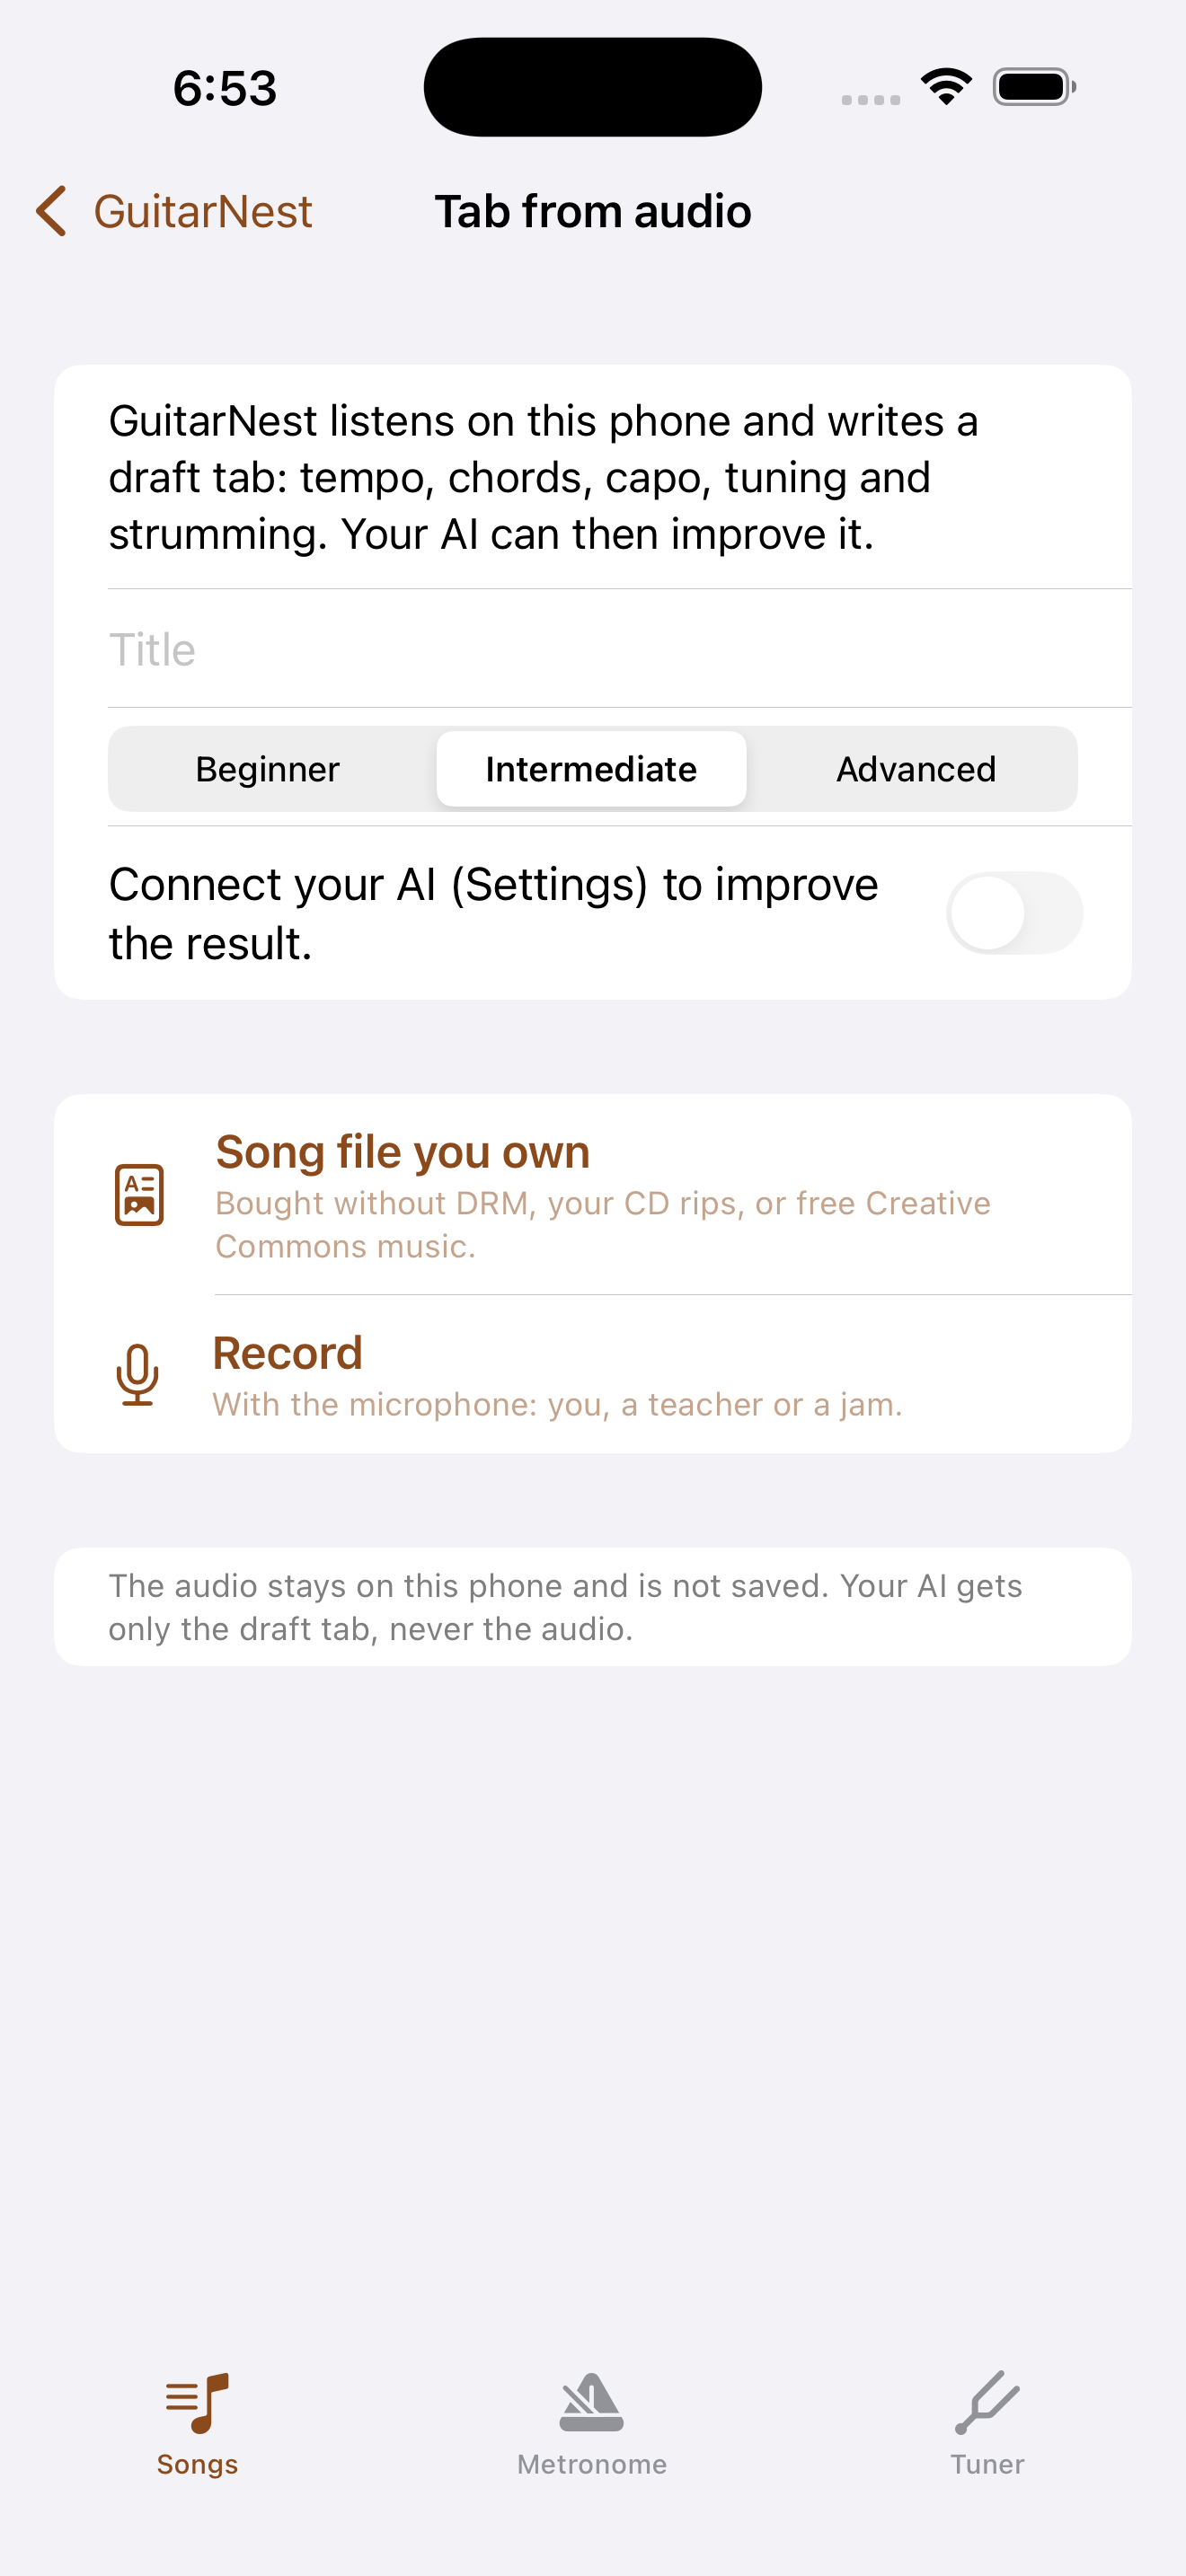 6:53
GuitarNest
Tab from audio
GuitarNest listens on this phone and writes a
draft tab: tempo, chords, capo, tuning and
strumming. Your AI can then improve it.
Title
Beginner
Intermediate
Advanced
Connect your AI (Settings) to improve
the result.
Song file you own
Bought without DRM, your CD rips, or free Creative
Commons music.
Record
With the microphone: you, a teacher or a jam.
The audio stays on this phone and is not saved. Your AI gets
only the draft tab, never the audio.
Songs
Metronome
Tuner